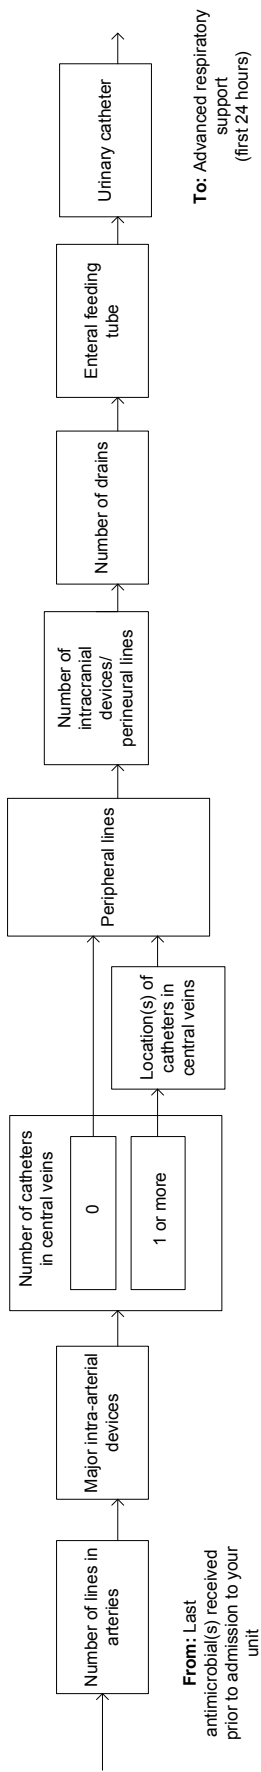 From: Last
antimicrobial(s) received
prior to admission to your
unit
Number of lines in
arteries
Major intra-arterial
devices
Number of catheters
in central veins
0
1 or more
Location(s) of
catheters in
central veins
Peripheral lines
Number of
intracranial
devices/
perineural lines
Number of drains
Enteral feeding
tube
Urinary catheter
To: Advanced respiratory
support
(first 24 hours)